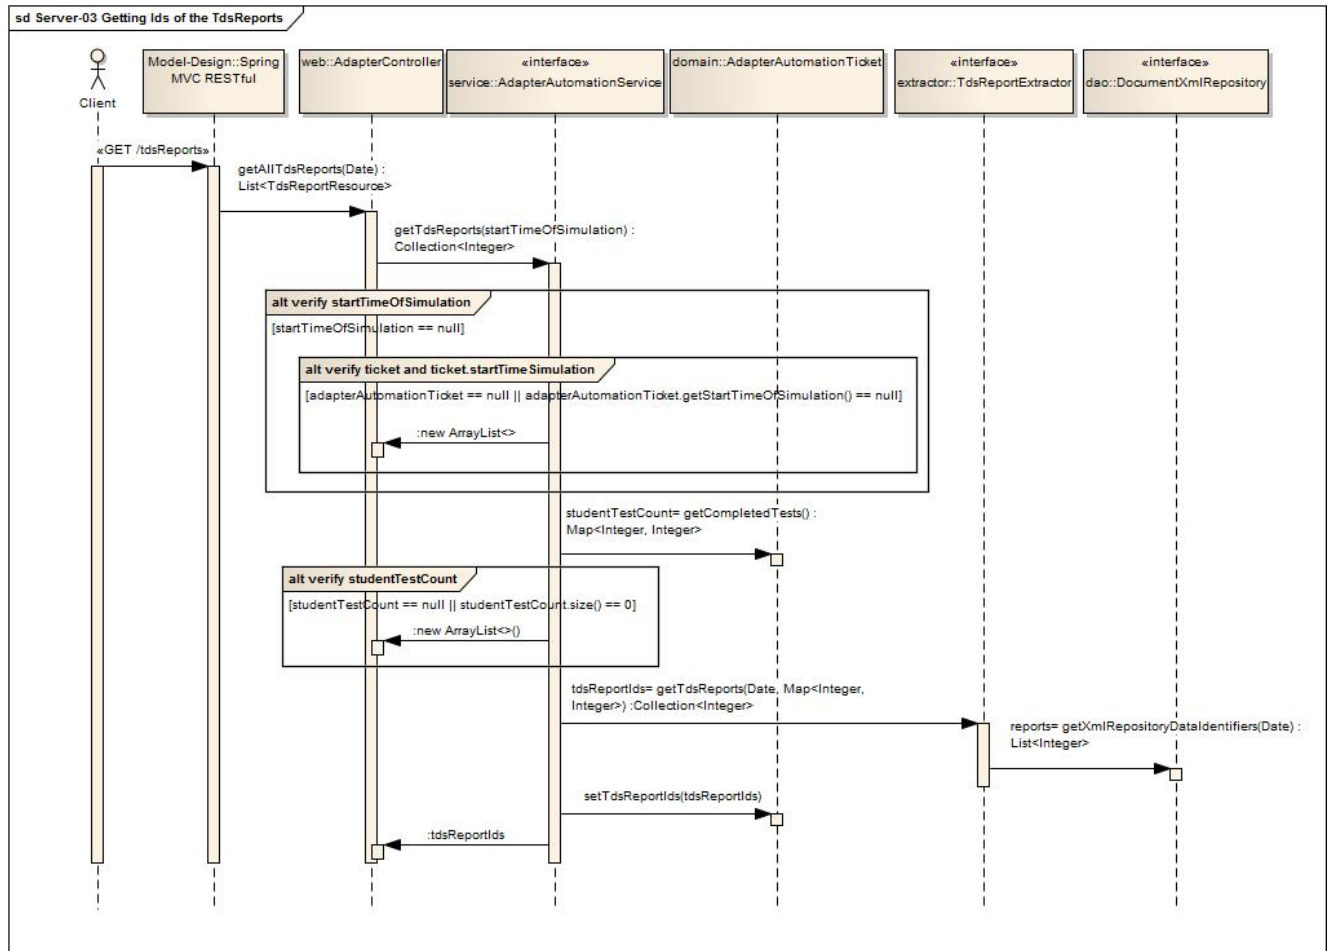 sd Server-03 Getting Ids of the TdsReports
Client
Model-Design::Spring
MVC RESTful
web::AdapterController
«interface»
service::AdapterAutomationService
domain::AdapterAutomationTicket
«interface»
extractor::TdsReportExtractor
«interface»
dao::DocumentXmlRepository
«GET /tdsReports»
getAllTdsReports(Date) :
List<TdsReportResource>
getTdsReports(startTimeOfSimulation) :
Collection<Integer>
alt verify startTimeOfSimulation
[startTimeOfSimulation == null]
alt verify ticket and ticket.startTimeSimulation
[adapterAutomationTicket == null || adapterAutomationTicket.getStartTimeOfSimulation() == null]
:new ArrayList<>
studentTestCount= getCompletedTests() :
Map<Integer, Integer>
alt verify studentTestCount
[studentTestCount == null || studentTestCount.size() == 0]
:new ArrayList<>()
tdsReportIds= getTdsReports(Date, Map<Integer,
Integer>) :Collection<Integer>
reports= getXmlRepositoryDataIdentifiers(Date) :
List<Integer>
setTdsReportIds(tdsReportIds)
:tdsReportIds